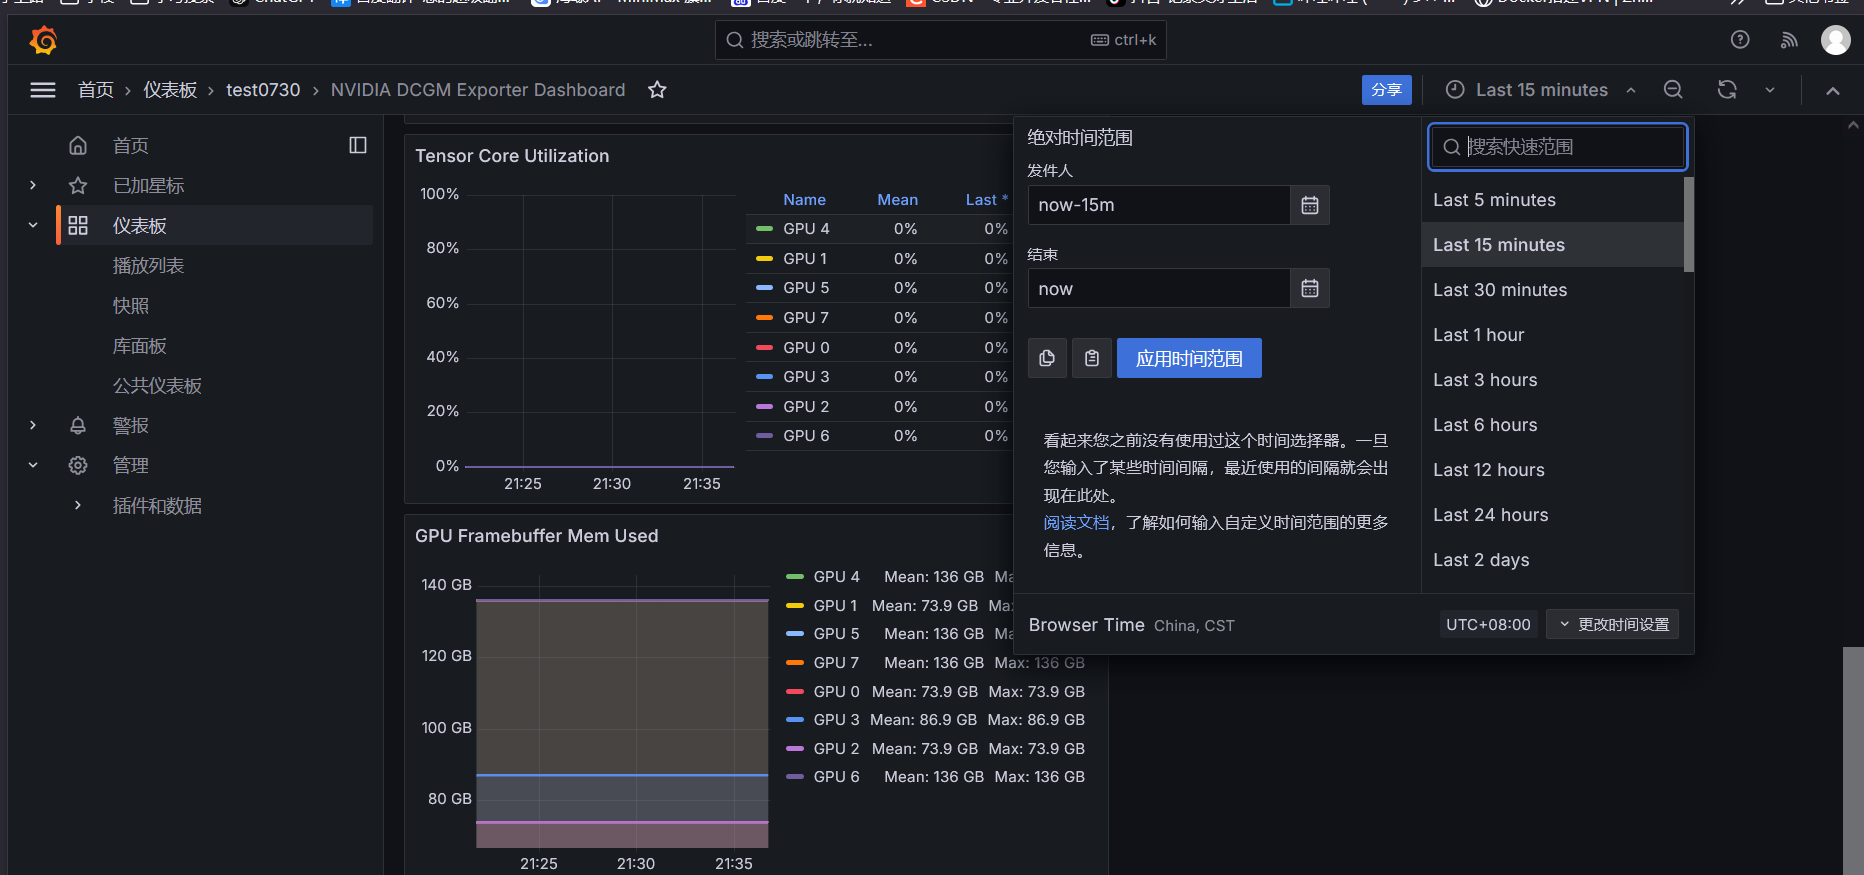 ChatGPT
CSDN
搜索或跳转至...
ctrl+k
首页 › 仪表板 › test0730 › NVIDIA DCGM Exporter Dashboard
分享
Last 15 minutes
首页
已加星标
仪表板
播放列表
快照
库面板
公共仪表板
警报
管理
插件和数据
Tensor Core Utilization
100%
80%
60%
40%
20%
0%
21:25 21:30 21:35
Name Mean Last *
GPU 4 0% 0%
GPU 1 0% 0%
GPU 5 0% 0%
GPU 7 0% 0%
GPU 0 0% 0%
GPU 3 0% 0%
GPU 2 0% 0%
GPU 6 0% 0%
GPU Framebuffer Mem Used
140 GB
120 GB
100 GB
80 GB
21:25 21:30 21:35
GPU 4 Mean: 136 GB
GPU 1 Mean: 73.9 GB
GPU 5 Mean: 136 GB
GPU 7 Mean: 136 GB Max: 136 GB
GPU 0 Mean: 73.9 GB Max: 73.9 GB
GPU 3 Mean: 86.9 GB Max: 86.9 GB
GPU 2 Mean: 73.9 GB Max: 73.9 GB
GPU 6 Mean: 136 GB Max: 136 GB
绝对时间范围
发件人
now-15m
结束
now
应用时间范围
看起来您之前没有使用过这个时间选择器。一旦
您输入了某些时间间隔，最近使用的间隔就会出
现在此处。
阅读文档，了解如何输入自定义时间范围的更多
信息。
搜索快速范围
Last 5 minutes
Last 15 minutes
Last 30 minutes
Last 1 hour
Last 3 hours
Last 6 hours
Last 12 hours
Last 24 hours
Last 2 days
Browser Time China, CST
UTC+08:00
更改时间设置